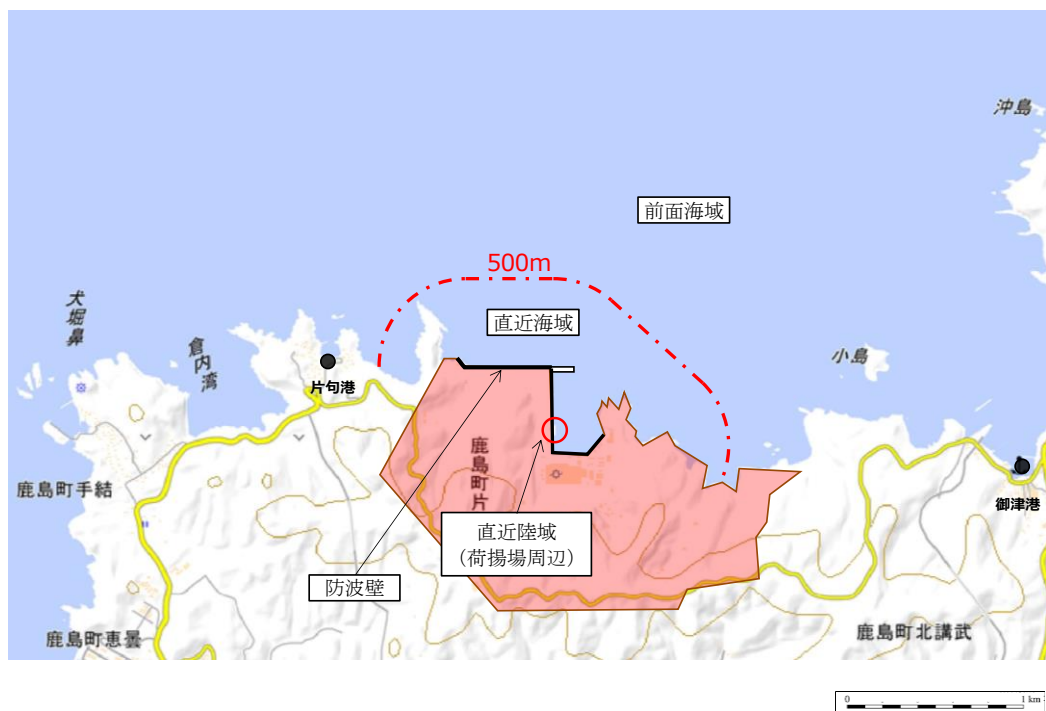 沖島
前面海域
500m
直近海域
犬堀鼻
倉内湾
小島
片句港
鹿島町片
鹿島町手結
御津港
直近陸域
（荷揚場周辺）
防波壁
鹿島町恵曇
鹿島町北講武
0 1 km